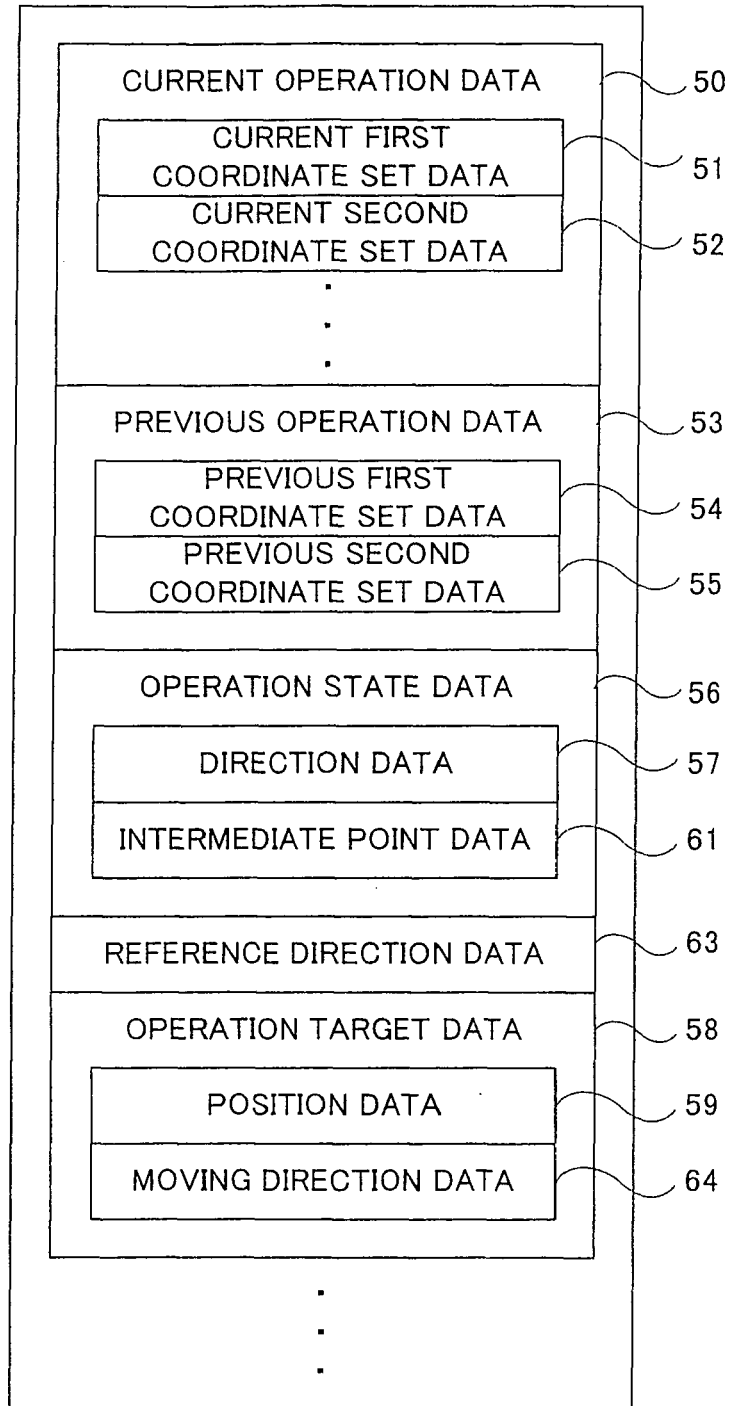 CURRENT OPERATION DATA 50
CURRENT FIRST
COORDINATE SET DATA 51
CURRENT SECOND
COORDINATE SET DATA 52
PREVIOUS OPERATION DATA 53
PREVIOUS FIRST
COORDINATE SET DATA 54
PREVIOUS SECOND
COORDINATE SET DATA 55
OPERATION STATE DATA 56
DIRECTION DATA 57
INTERMEDIATE POINT DATA 61
REFERENCE DIRECTION DATA 63
OPERATION TARGET DATA 58
POSITION DATA 59
MOVING DIRECTION DATA 64